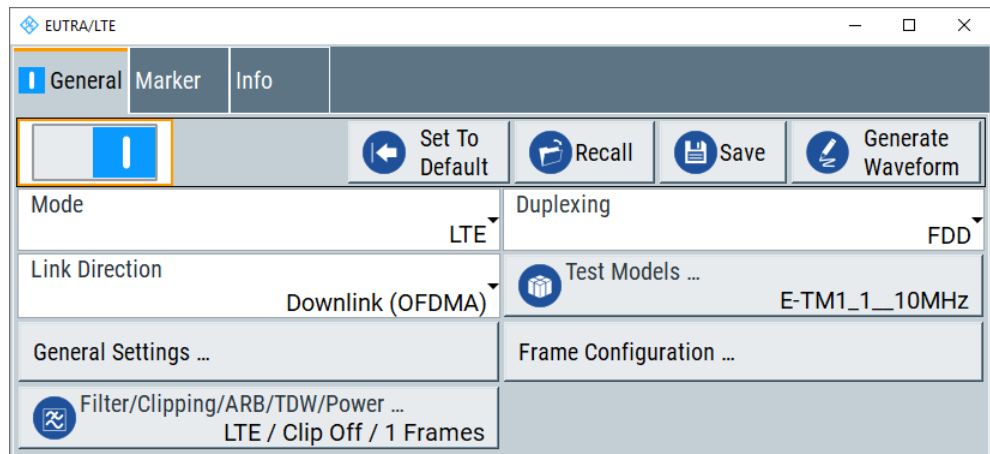 EUTRA/LTE
General Marker Info
Set To Default Recall Save Generate Waveform
Mode
LTE
Duplexing
FDD
Link Direction
Downlink (OFDMA)
Test Models ...
E-TM1_1__10MHz
General Settings ...
Frame Configuration ...
Filter/Clipping/ARB/TDW/Power ...
LTE / Clip Off / 1 Frames